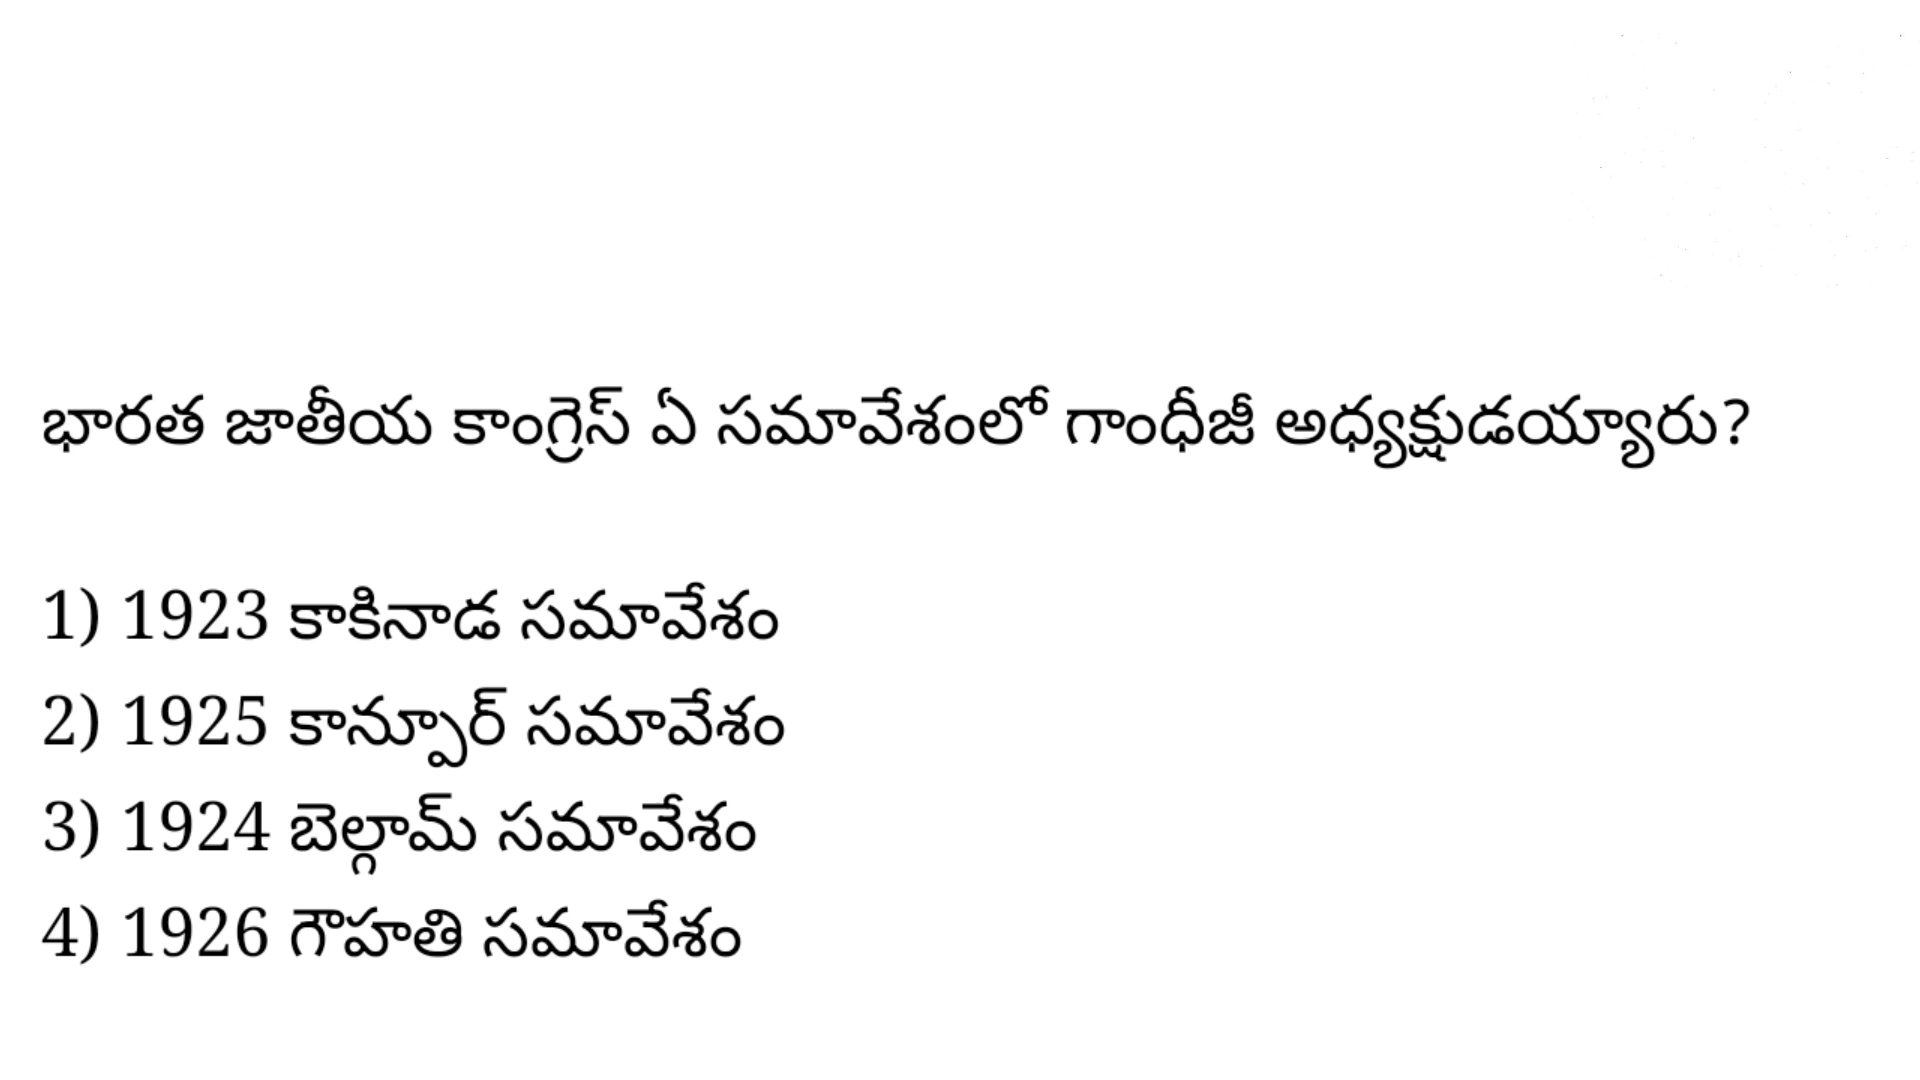 భారత జాతీయ కాంగ్రెస్ ఏ సమావేశంలో గాంధీజీ అధ్యక్షుడయ్యారు?
1) 1923 కాకినాడ సమావేశం
2) 1925 కాన్పూర్ సమావేశం
3) 1924 బెల్గామ్ సమావేశం
4) 1926 గౌహతి సమావేశం